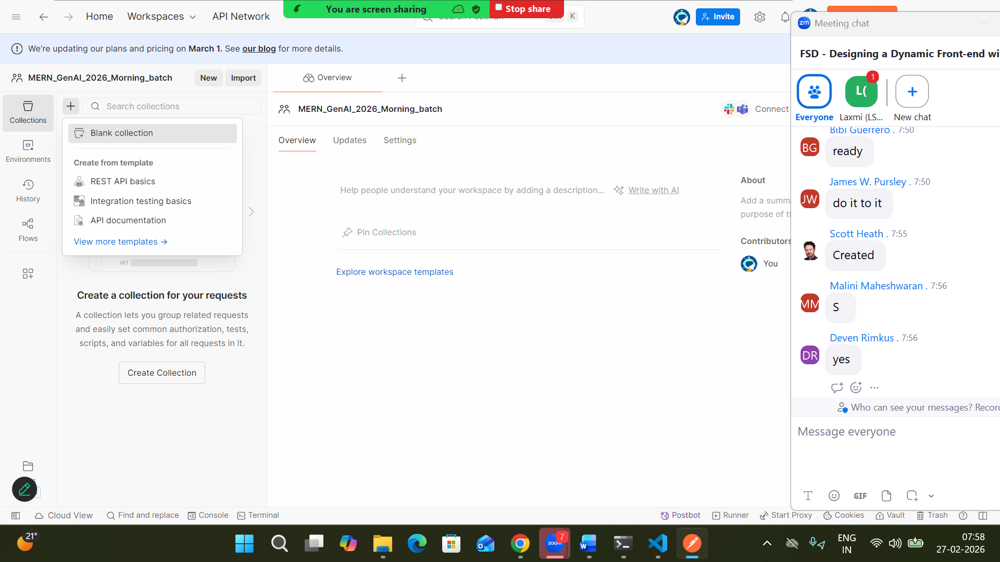 Home
Workspaces
API Network
You are screen sharing
Stop share
K
Invite
We're updating our plans and pricing on March 1. See our blog for more details.
MERN_GenAI_2026_Morning_batch
New
Import
Overview
Collections
Search collections
Blank collection
Create from template
REST API basics
Integration testing basics
API documentation
View more templates →
Environments
History
Flows
GET
Create a collection for your requests
A collection lets you group related requests
and easily set common authorization, tests,
scripts, and variables for all requests in it.
Create Collection
MERN_GenAI_2026_Morning_batch
Connect
Overview
Updates
Settings
Help people understand your workspace by adding a description...
Write with AI
Pin Collections
Explore workspace templates
About
Add a summ
purpose of th
Contributors
You
zm
Meeting chat
FSD - Designing a Dynamic Front-end wi
L(
1
Everyone
Laxmi (LS...
New chat
Bibi Guerrero . 7:50
BG
ready
James W. Pursley . 7:50
JW
do it to it
Scott Heath . 7:55
Created
Malini Maheshwaran . 7:56
MM
S
Deven Rimkus . 7:56
DR
yes
Who can see your messages? Recor
Message everyone
GIF
Cloud View
Find and replace
Console
Terminal
Postbot
Runner
Start Proxy
Cookies
Vault
Trash
21°
zoom
7
ENG
IN
07:58
27-02-2026